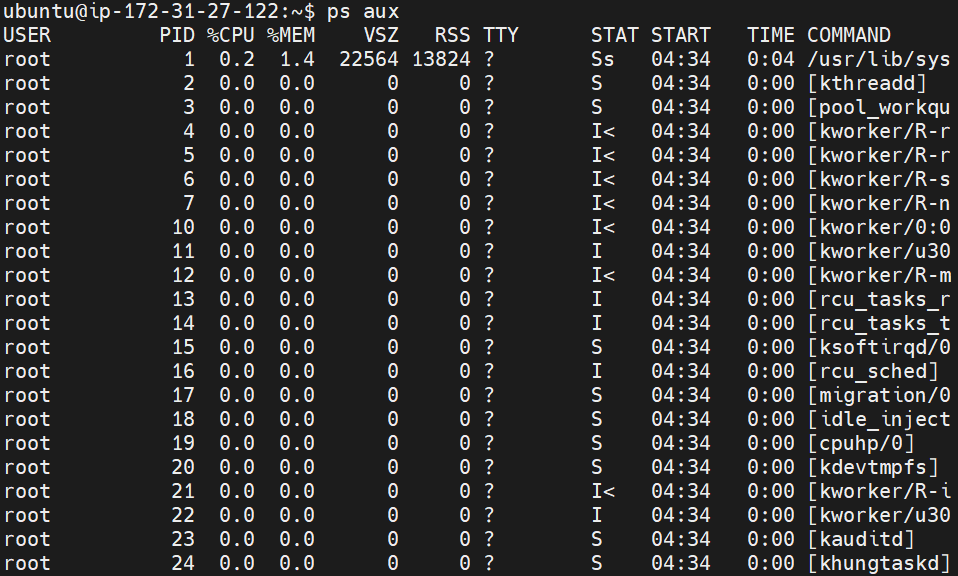 ubuntu@ip-172-31-27-122:~$ ps aux
USER         PID %CPU %MEM    VSZ   RSS TTY      STAT START   TIME COMMAND
root           1  0.2  1.4  22564 13824 ?        Ss   04:34   0:04 /usr/lib/sys
root           2  0.0  0.0      0     0 ?        S    04:34   0:00 [kthreadd]
root           3  0.0  0.0      0     0 ?        S    04:34   0:00 [pool_workqu
root           4  0.0  0.0      0     0 ?        I<   04:34   0:00 [kworker/R-r
root           5  0.0  0.0      0     0 ?        I<   04:34   0:00 [kworker/R-r
root           6  0.0  0.0      0     0 ?        I<   04:34   0:00 [kworker/R-s
root           7  0.0  0.0      0     0 ?        I<   04:34   0:00 [kworker/R-n
root          10  0.0  0.0      0     0 ?        I<   04:34   0:00 [kworker/0:0
root          11  0.0  0.0      0     0 ?        I    04:34   0:00 [kworker/u30
root          12  0.0  0.0      0     0 ?        I<   04:34   0:00 [kworker/R-m
root          13  0.0  0.0      0     0 ?        I    04:34   0:00 [rcu_tasks_r
root          14  0.0  0.0      0     0 ?        I    04:34   0:00 [rcu_tasks_t
root          15  0.0  0.0      0     0 ?        S    04:34   0:00 [ksoftirqd/0
root          16  0.0  0.0      0     0 ?        I    04:34   0:00 [rcu_sched]
root          17  0.0  0.0      0     0 ?        S    04:34   0:00 [migration/0
root          18  0.0  0.0      0     0 ?        S    04:34   0:00 [idle_inject
root          19  0.0  0.0      0     0 ?        S    04:34   0:00 [cpuhp/0]
root          20  0.0  0.0      0     0 ?        S    04:34   0:00 [kdevtmpfs]
root          21  0.0  0.0      0     0 ?        I<   04:34   0:00 [kworker/R-i
root          22  0.0  0.0      0     0 ?        I    04:34   0:00 [kworker/u30
root          23  0.0  0.0      0     0 ?        S    04:34   0:00 [kauditd]
root          24  0.0  0.0      0     0 ?        S    04:34   0:00 [khungtaskd]